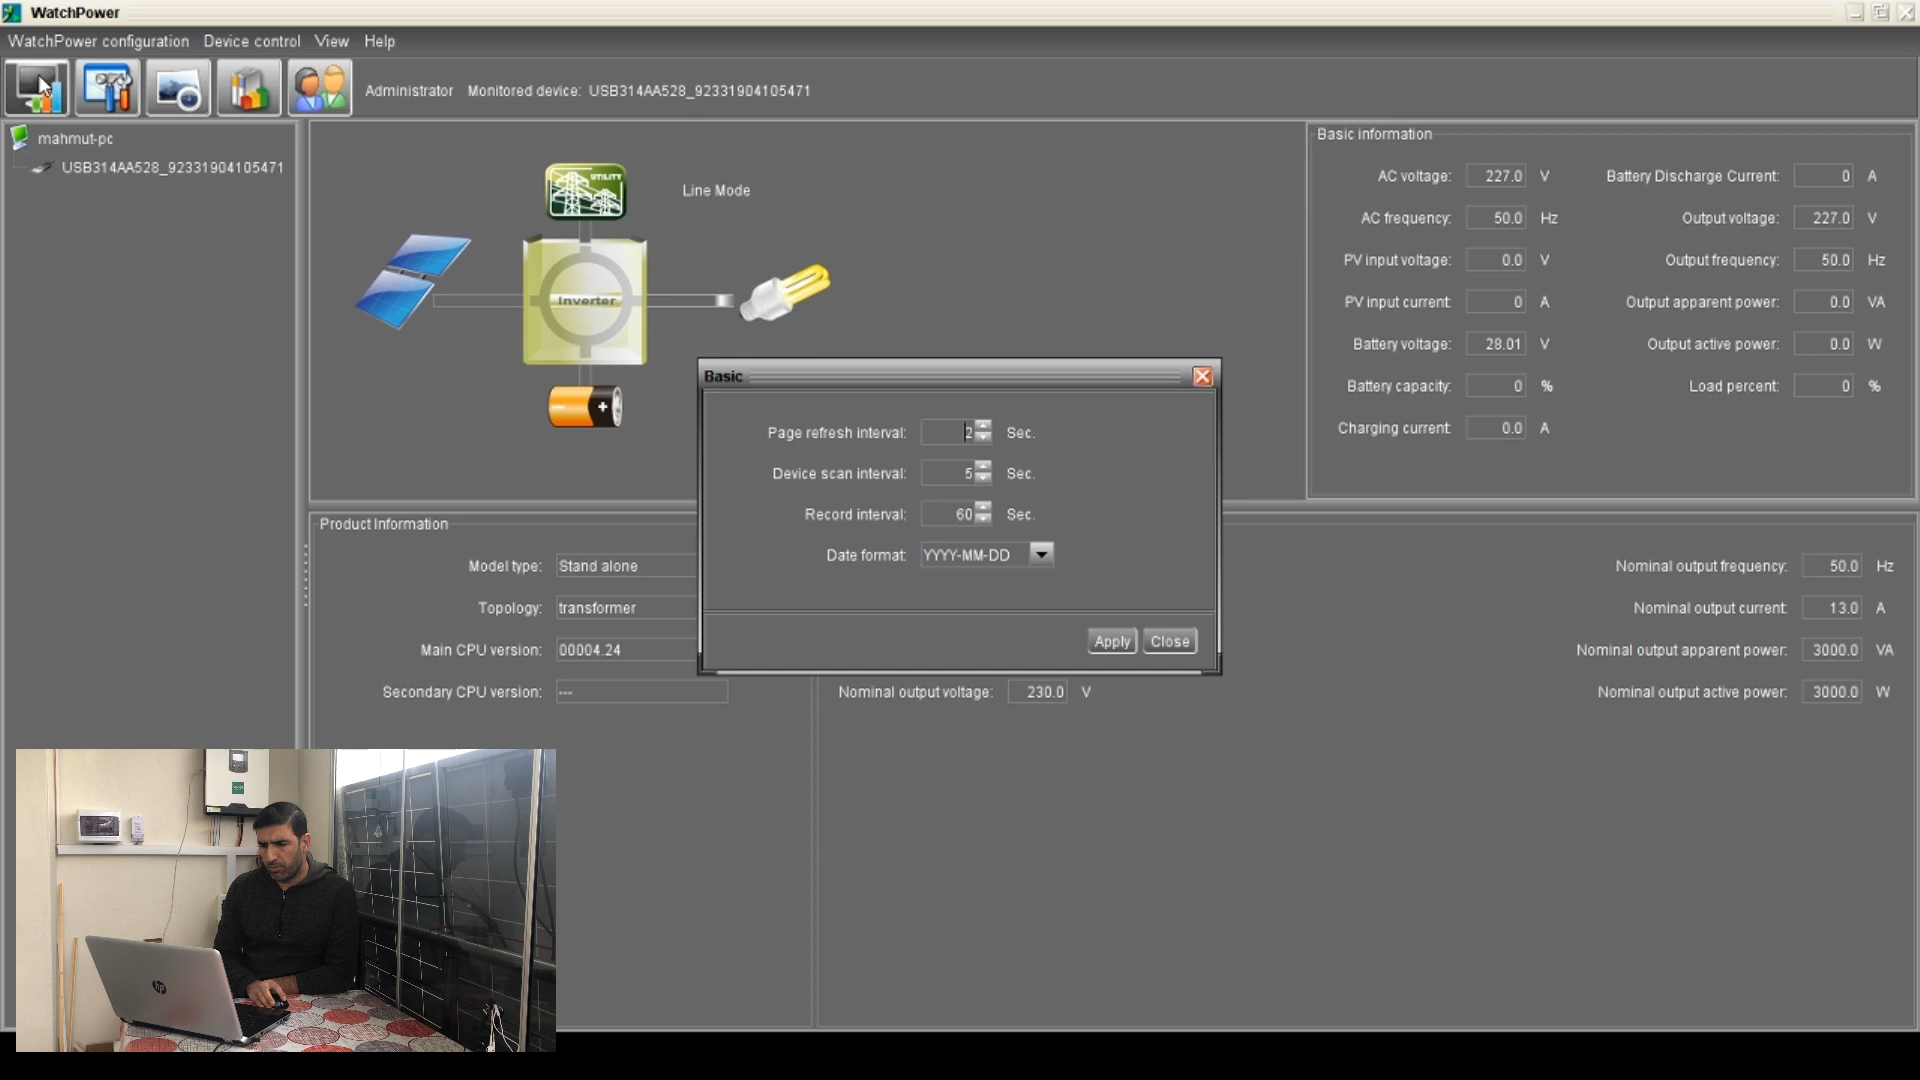 WatchPower
WatchPower configuration Device control View Help
Administrator Monitored device: USB314AA528_92331904105471
mahmut-pc
USB314AA528_92331904105471
UTILITY
Line Mode
Inverter
Basic information
AC voltage: 227.0 V
Battery Discharge Current: 0 A
AC frequency: 50.0 Hz
Output voltage: 227.0 V
PV input voltage: 0.0 V
Output frequency: 50.0 Hz
PV input current: 0 A
Output apparent power: 0.0 VA
Battery voltage: 28.01 V
Output active power: 0.0 W
Battery capacity: 0 %
Load percent: 0 %
Charging current: 0.0 A
Basic
Page refresh interval: 2 Sec.
Device scan interval: 5 Sec.
Record interval: 60 Sec.
Date format: YYYY-MM-DD
Apply Close
Product Information
Model type: Stand alone
Topology: transformer
Main CPU version: 00004.24
Secondary CPU version: ---
Nominal output voltage: 230.0 V
Nominal output frequency: 50.0 Hz
Nominal output current: 13.0 A
Nominal output apparent power: 3000.0 VA
Nominal output active power: 3000.0 W
hp